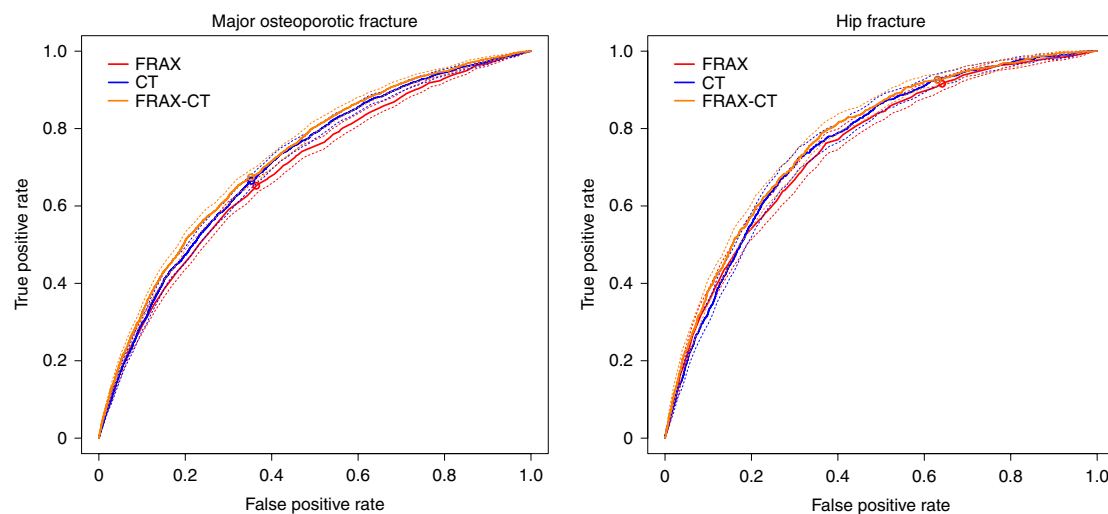 Major osteoporotic fracture
1.0
0.8
0.6
0.4
0.2
0
True positive rate
FRAX
CT
FRAX-CT
0 0.2 0.4 0.6 0.8 1.0
False positive rate
Hip fracture
1.0
0.8
0.6
0.4
0.2
0
True positive rate
FRAX
CT
FRAX-CT
0 0.2 0.4 0.6 0.8 1.0
False positive rate